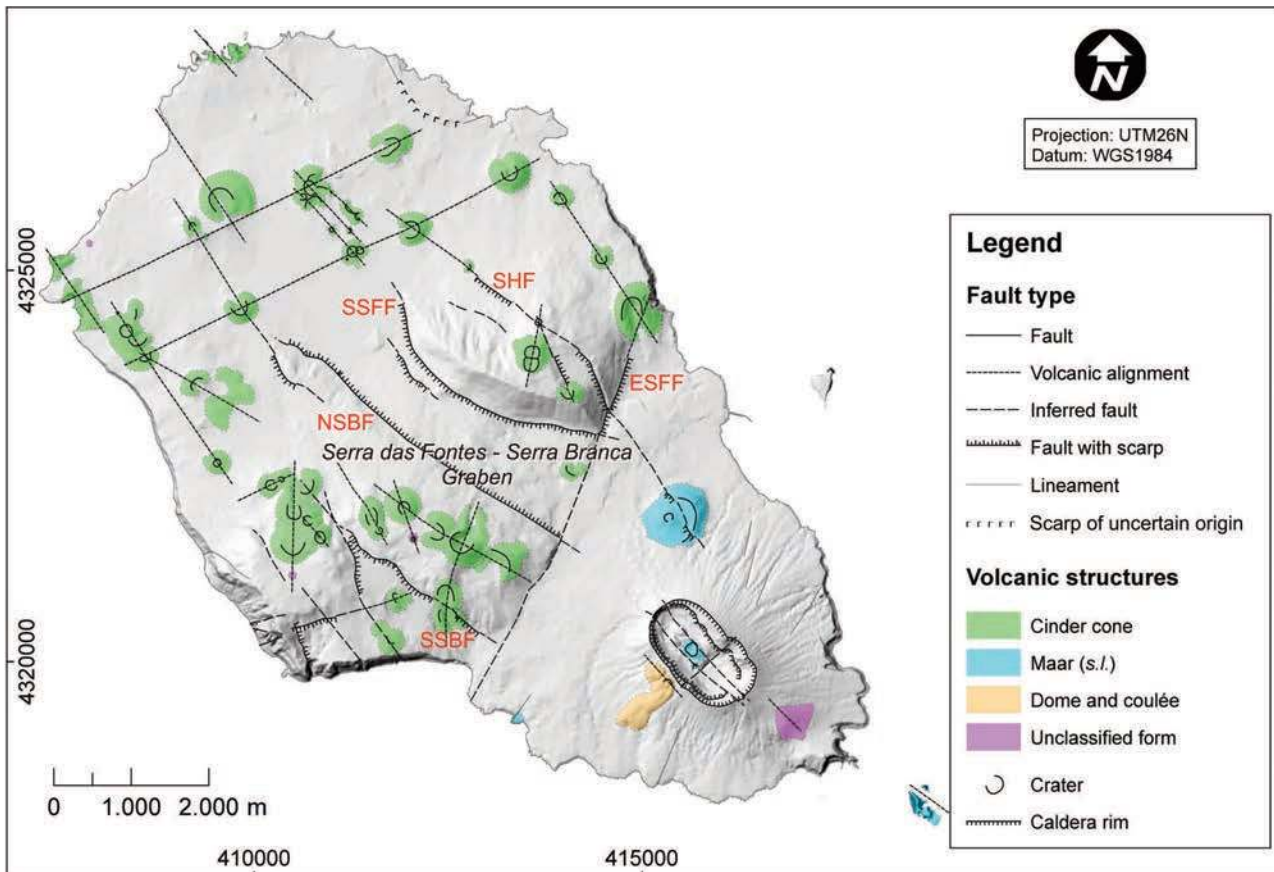 N
Projection: UTM26N
Datum: WGS1984
4325000
4320000
SHF
SSFF
ESFF
NSBF
Serra das Fontes - Serra Branca
Graben
SSBF
0 1.000 2.000 m
410000
415000
Legend
Fault type
Fault
Volcanic alignment
Inferred fault
Fault with scarp
Lineament
Scarp of uncertain origin
Volcanic structures
Cinder cone
Maar (s.l.)
Dome and coulée
Unclassified form
Crater
Caldera rim